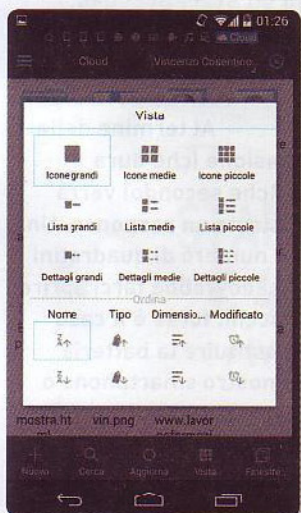 01:26
Cloud
Cloud Vincenzo Cosentino...
Vista
Icone grandi Icone medie Icone piccole
Lista grandi Lista medie Lista piccole
Dettagli grandi Dettagli medie Dettagli piccole
Ordina
Nome Tipo Dimensio... Modificato
mostra.ht vin.png www.lavor
ml
Nuovo Cerca Aggiorna Vista Finestre